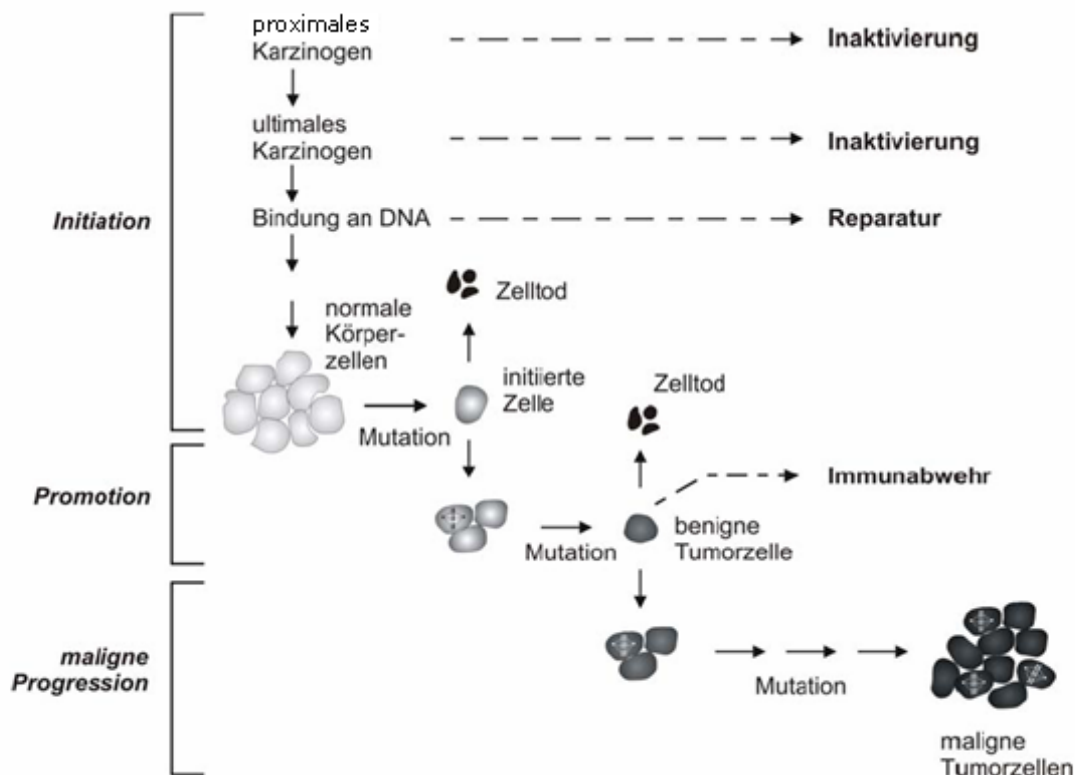 proximales
Karzinogen
Inaktivierung
ultimales
Karzinogen
Inaktivierung
Initiation
Bindung an DNA
Reparatur
Zelltod
normale
Körper-
zellen
initiierte
Zelle
Mutation
Zelltod
Promotion
Immunabwehr
Mutation
benigne
Tumorzelle
maligne
Progression
Mutation
maligne
Tumorzellen